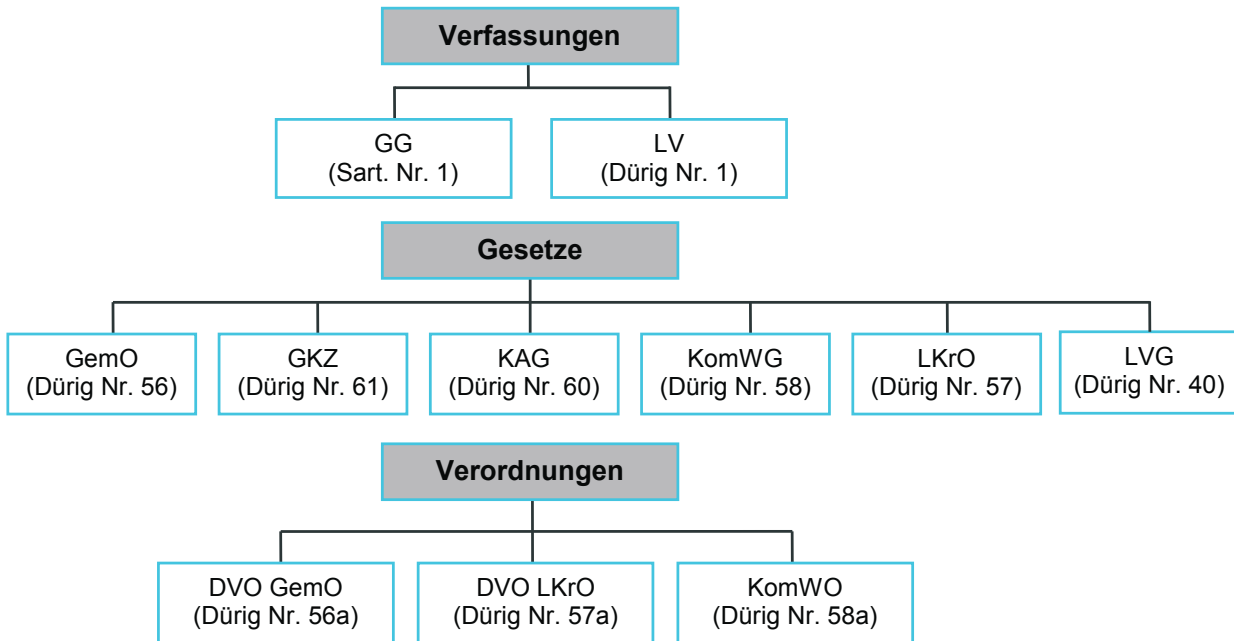 Verfassungen
GG
(Sart. Nr. 1)
LV
(Dürig Nr. 1)
Gesetze
GemO
(Dürig Nr. 56)
GKZ
(Dürig Nr. 61)
KAG
(Dürig Nr. 60)
KomWG
(Dürig Nr. 58)
LKrO
(Dürig Nr. 57)
LVG
(Dürig Nr. 40)
Verordnungen
DVO GemO
(Dürig Nr. 56a)
DVO LKrO
(Dürig Nr. 57a)
KomWO
(Dürig Nr. 58a)